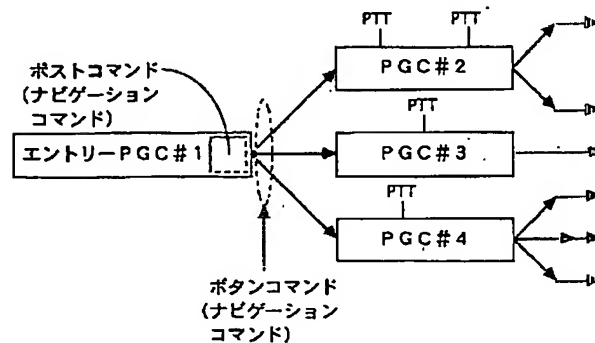 PTT PTT
ポストコマンド
(ナビゲーション
コマンド)
PGC#2
PTT
エントリーPGC#1
PGC#3
PTT
PGC#4
ボタンコマンド
(ナビゲーション
コマンド)